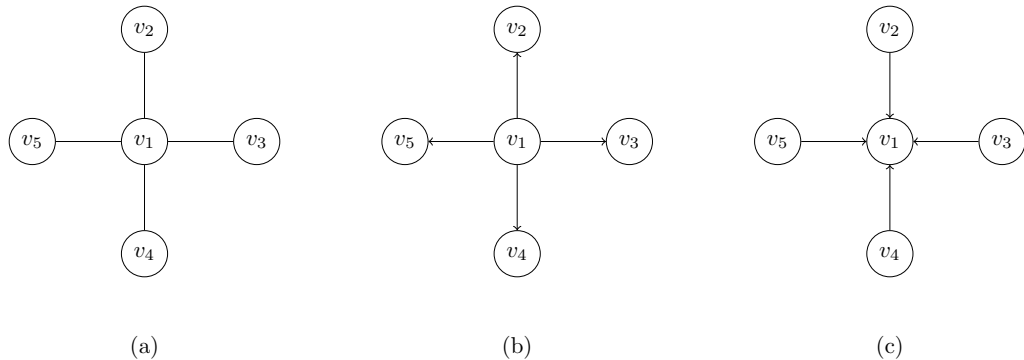 v₂ v₂ v₂
v₅ v₁ v₃ v₅ v₁ v₃ v₅ v₁ v₃
v₄ v₄ v₄
(a) (b) (c)